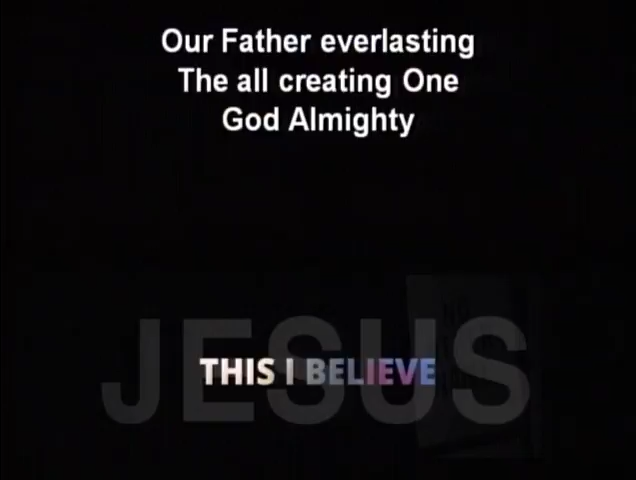 Our Father everlasting
The all creating One
God Almighty
JESUS
THIS I BELIEVE